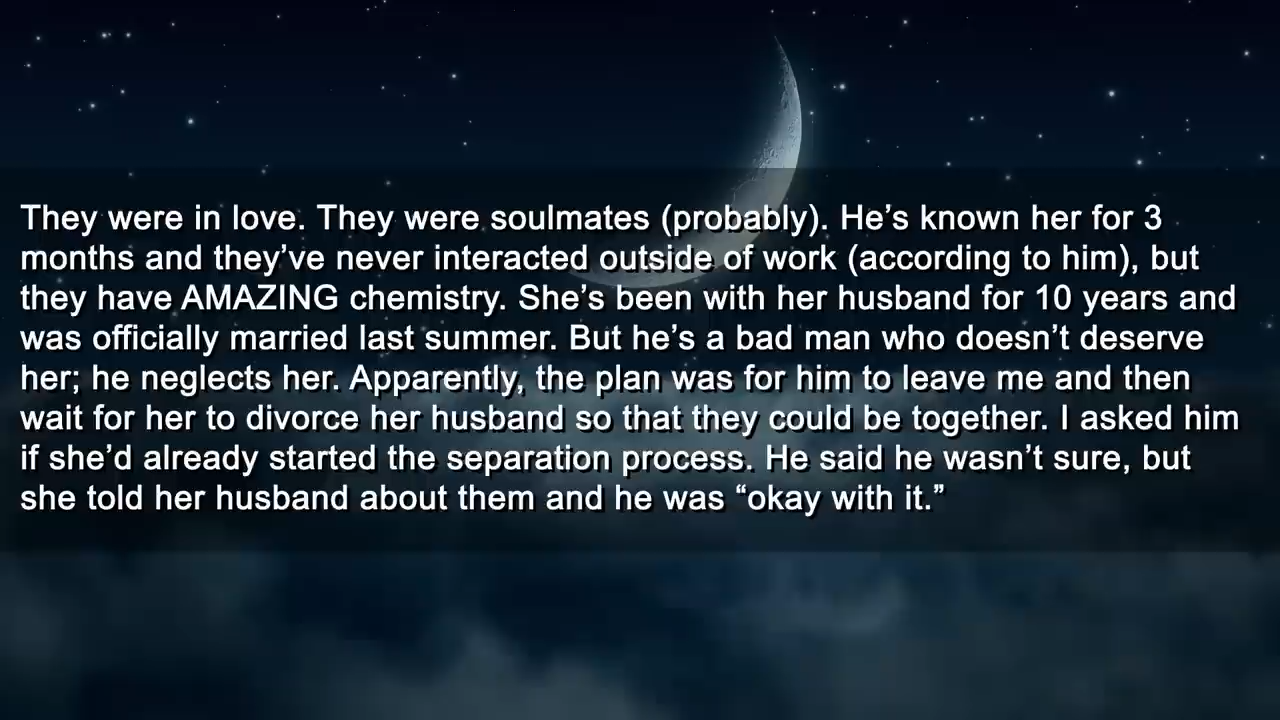 They were in love. They were soulmates (probably). He’s known her for 3
months and they’ve never interacted outside of work (according to him), but
they have AMAZING chemistry. She’s been with her husband for 10 years and
was officially married last summer. But he’s a bad man who doesn’t deserve
her; he neglects her. Apparently, the plan was for him to leave me and then
wait for her to divorce her husband so that they could be together. I asked him
if she’d already started the separation process. He said he wasn’t sure, but
she told her husband about them and he was “okay with it.”